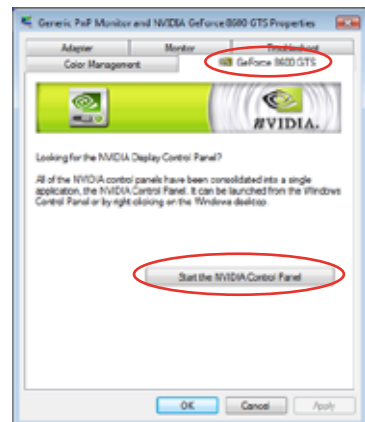 Generic PnP Monitor and NVIDIA GeForce 8600 GTS Properties
Adapter Monitor Troubleshoot
Color Management GeForce 8600 GTS
NVIDIA.
Looking for the NVIDIA Display Control Panel?
All of the NVIDIA control panels have been consolidated into a single
application, the NVIDIA Control Panel. It can be launched from the Windows
Control Panel or by right clicking on the Windows desktop.
Start the NVIDIA Control Panel
OK Cancel Apply